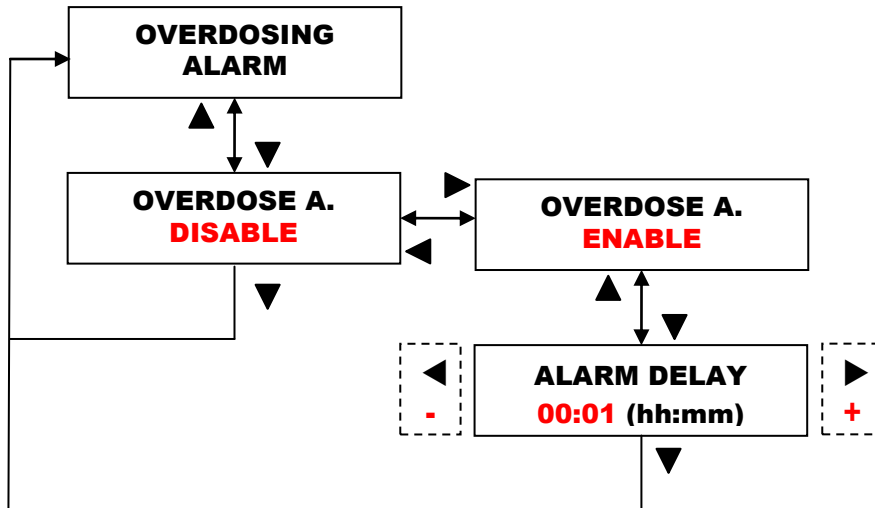 OVERDOSING
ALARM
OVERDOSE A.
DISABLE
OVERDOSE A.
ENABLE
ALARM DELAY
00:01 (hh:mm)
-
+